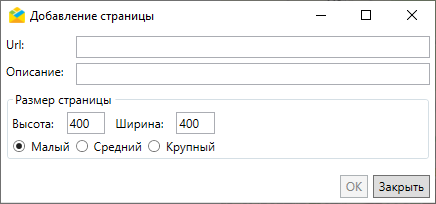 Добавление страницы
Url:
Описание:
Размер страницы
Высота: 400 Ширина: 400
Малый Средний Крупный
OK Закрыть